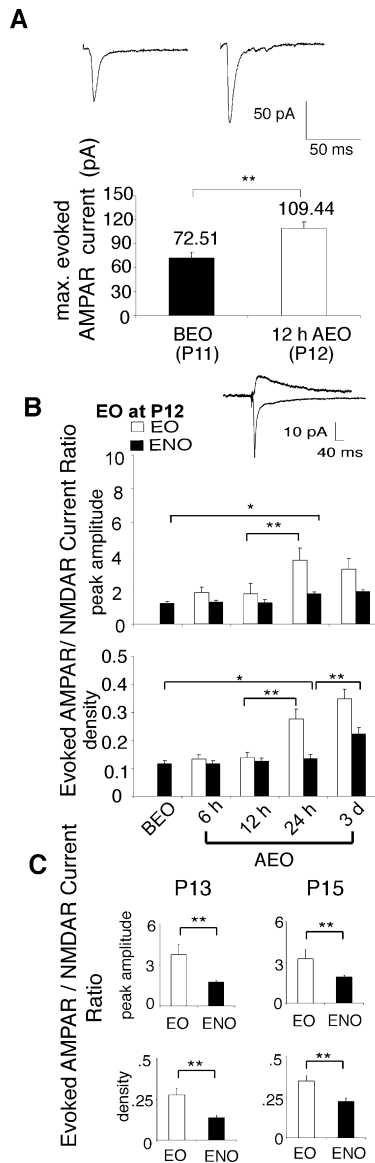 A
50 pA
50 ms
max. evoked
AMPAR current (pA)
150
120
90
60
30
0
**
72.51
109.44
BEO
(P11)
12 h AEO
(P12)
B
EO at P12
EO
ENO
10 pA
40 ms
Evoked AMPAR/ NMDAR Current Ratio
peak amplitude
10
8
6
4
2
0
*
**
density
0.5
0.4
0.3
0.2
0.1
0
*
**
**
BEO
6 h
12 h
24 h
3 d
AEO
C
Evoked AMPAR / NMDAR Current
Ratio
P13
P15
peak amplitude
6
3
0
**
EO
ENO
6
3
0
**
EO
ENO
density
.5
.25
0
**
EO
ENO
.5
.25
0
**
EO
ENO